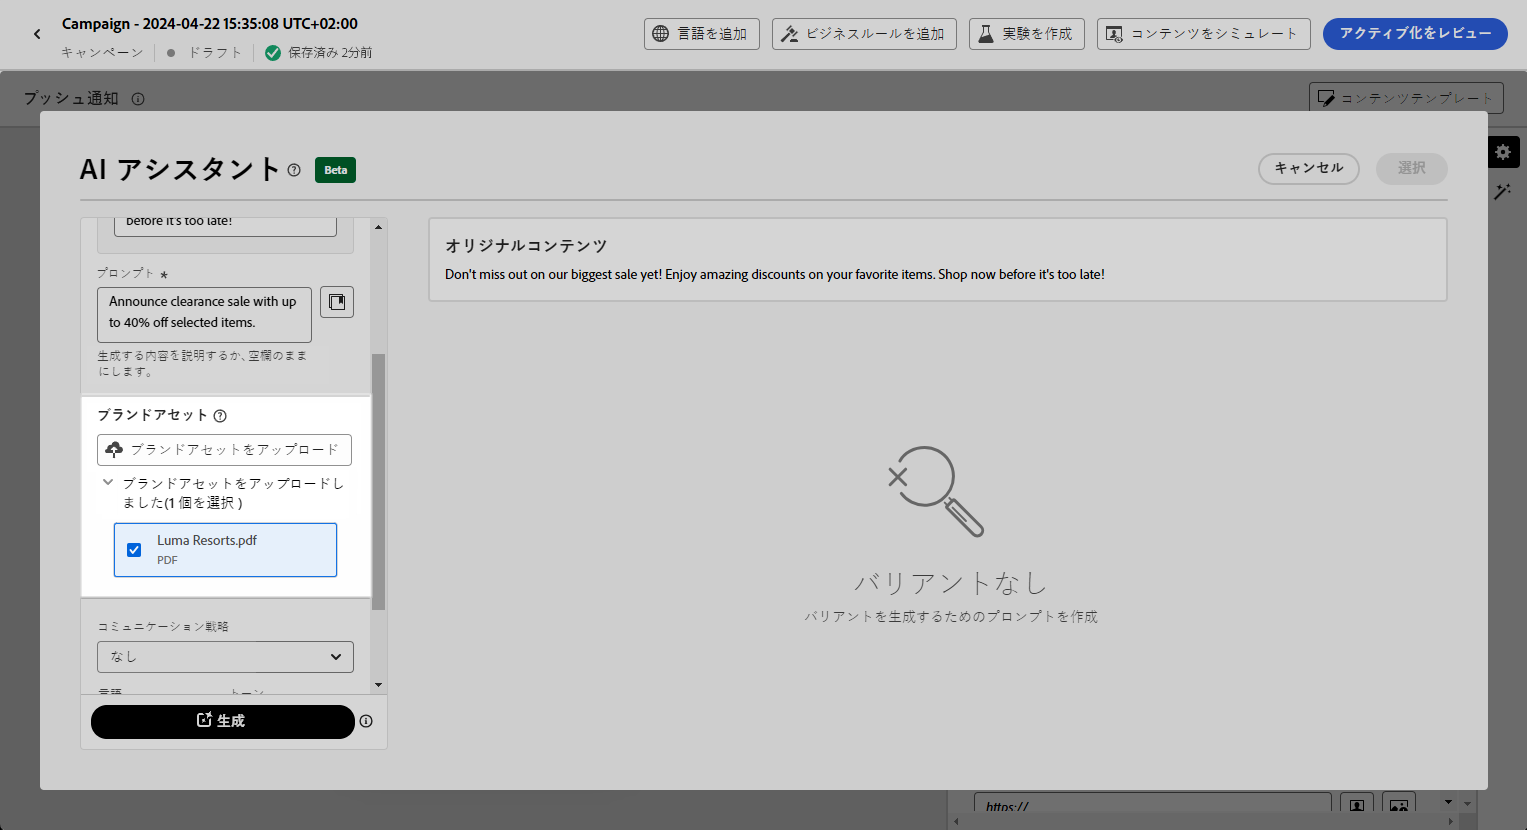 Campaign - 2024-04-22 15:35:08 UTC+02:00
キャンペーン
ドラフト
保存済み 2分前
言語を追加
ビジネスルールを追加
実験を作成
コンテンツをシミュレート
アクティブ化をレビュー
プッシュ通知
コンテンツテンプレート
AI アシスタント
Beta
キャンセル
選択
before it's too late!
プロンプト *
Announce clearance sale with up
to 40% off selected items.
生成する内容を説明するか、空欄のまま
にします。
ブランドアセット
ブランドアセットをアップロード
ブランドアセットをアップロードし
ました(1 個を選択 )
Luma Resorts.pdf
PDF
コミュニケーション戦略
なし
言語
トーン
生成
オリジナルコンテンツ
Don't miss out on our biggest sale yet! Enjoy amazing discounts on your favorite items. Shop now before it's too late!
バリアントなし
バリアントを生成するためのプロンプトを作成
https://